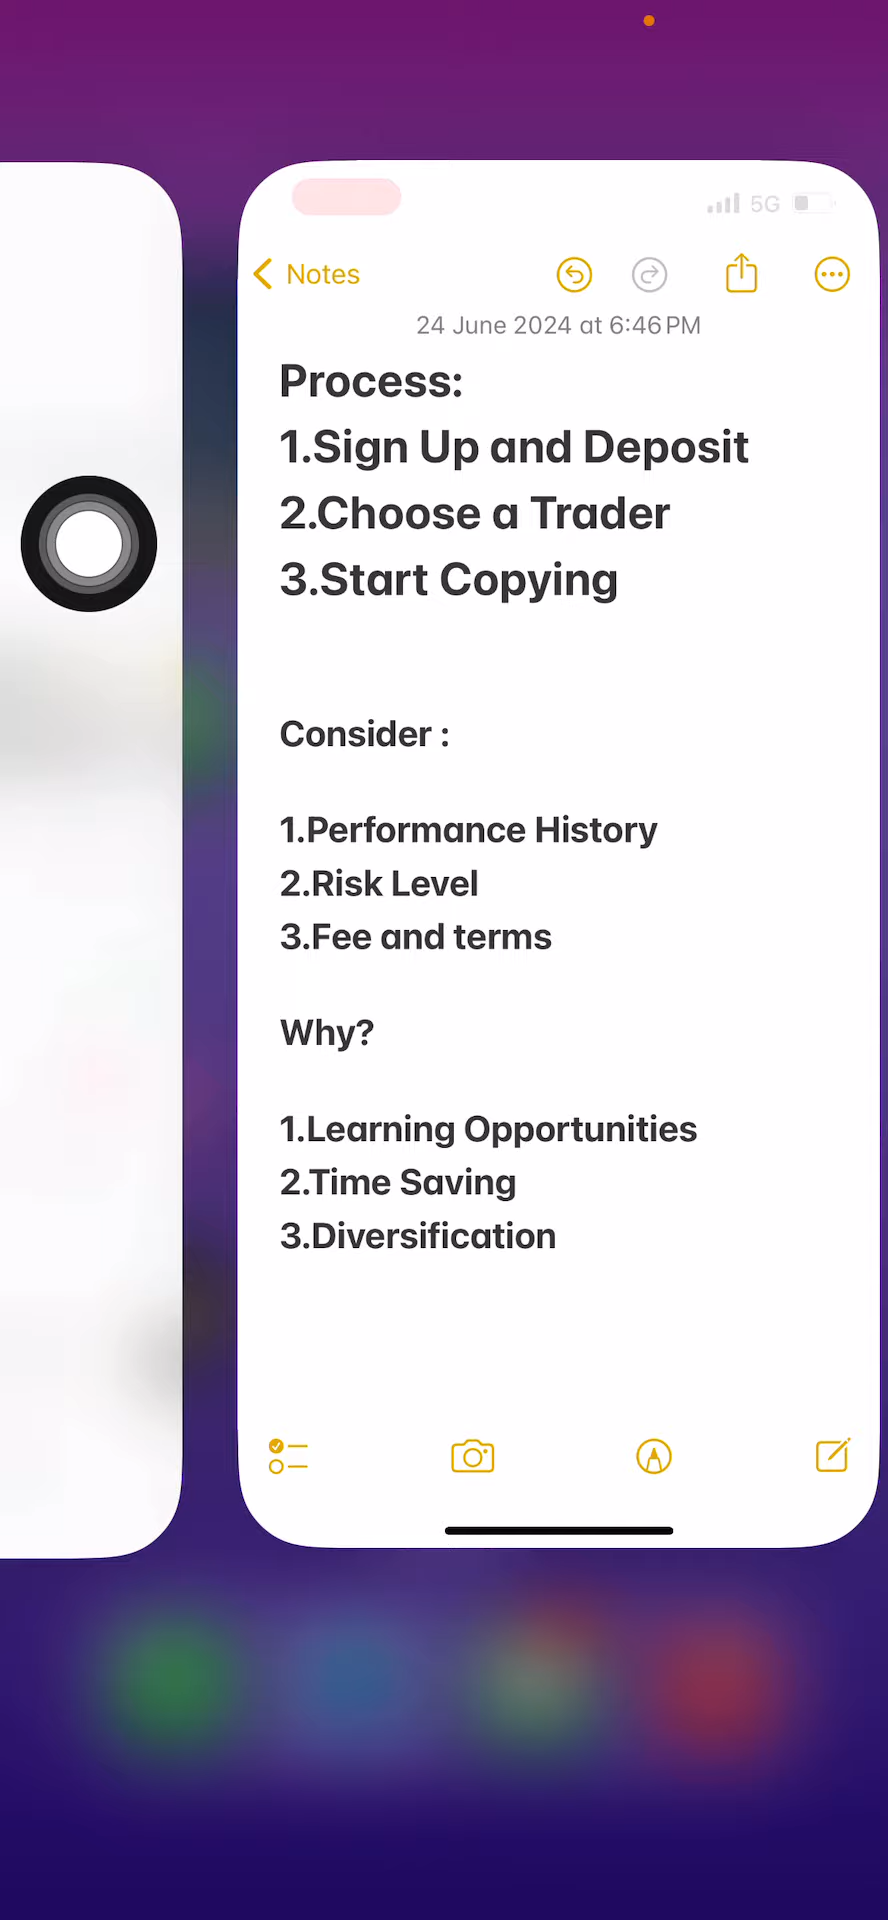 5G
Notes
24 June 2024 at 6:46 PM
Process:
1.Sign Up and Deposit
2.Choose a Trader
3.Start Copying
Consider :
1.Performance History
2.Risk Level
3.Fee and terms
Why?
1.Learning Opportunities
2.Time Saving
3.Diversification